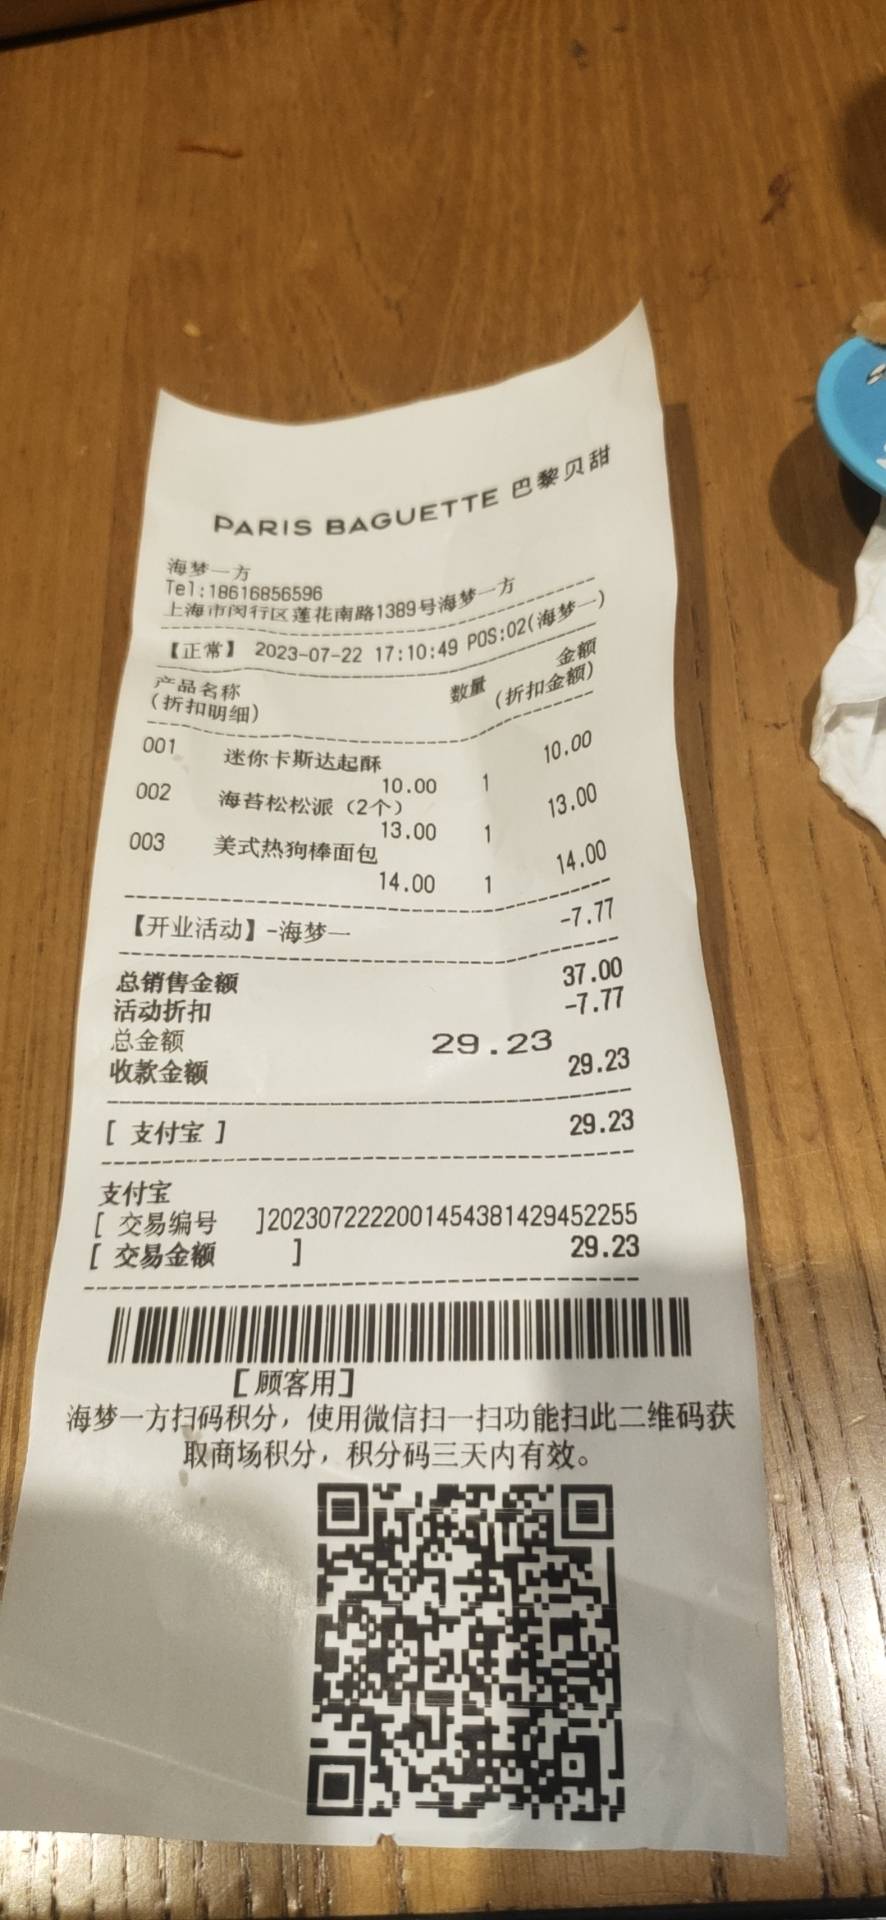 PARIS BAGUETTE 巴黎贝甜
海梦一方
Tel:18616856596
上海市闵行区莲花南路1389号海梦一方
【正常】 2023-07-22 17:10:49 POS:02(海梦一)
产品名称 数量 金额
(折扣明细) (折扣金额)
001 迷你卡斯达起酥
10.00 1 10.00
002 海苔松松派（2个）
13.00 1 13.00
003 美式热狗棒面包
14.00 1 14.00
【开业活动】-海梦一 -7.77
总销售金额 37.00
活动折扣 -7.77
总金额 29.23
收款金额 29.23
[ 支付宝 ] 29.23
支付宝
[ 交易编号 ]2023072222001454381429452255
[ 交易金额 ] 29.23
[顾客用]
海梦一方扫码积分，使用微信扫一扫功能扫此二维码获
取商场积分，积分码三天内有效。